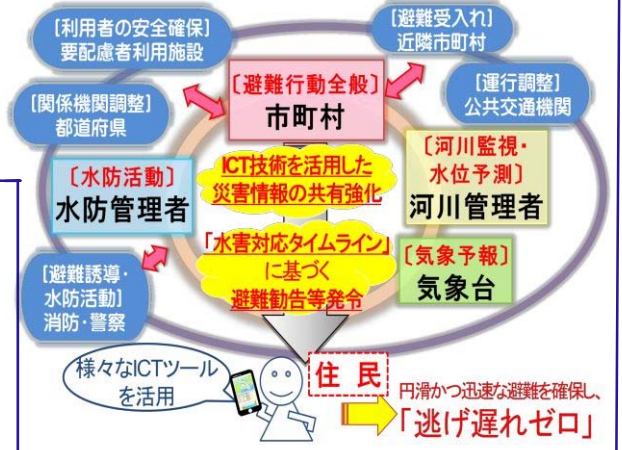 [利用者の安全確保]
要配慮者利用施設
[避難受入れ]
近隣市町村
[関係機関調整]
都道府県
〔避難行動全般〕
市町村
[運行調整]
公共交通機関
〔水防活動〕
水防管理者
ICT技術を活用した
災害情報の共有強化
〔河川監視・
水位予測〕
河川管理者
「水害対応タイムライン」
に基づく
避難勧告等発令
〔気象予報〕
気象台
[避難誘導・
水防活動]
消防・警察
様々なICTツール
を活用
住 民
円滑かつ迅速な避難を確保し、
「逃げ遅れゼロ」